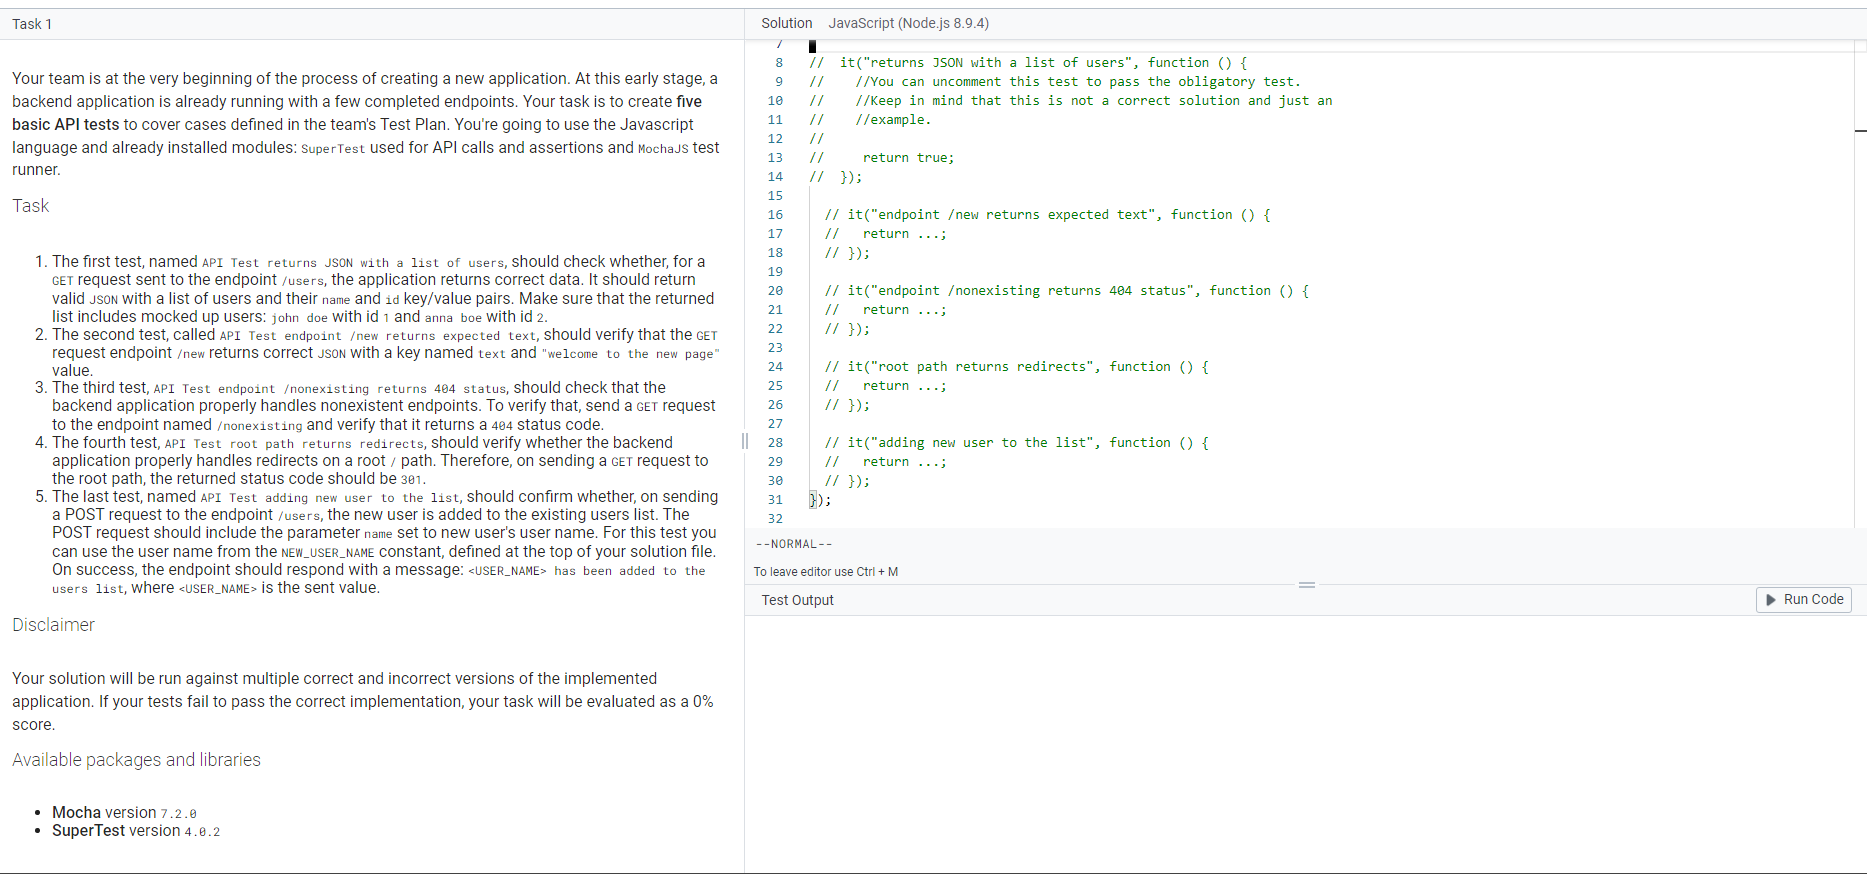 Task 1
Your team is at the very beginning of the process of creating a new application. At this early stage, a
backend application is already running with a few completed endpoints. Your task is to create five
basic API tests to cover cases defined in the team's Test Plan. You're going to use the Javascript
language and already installed modules: SuperTest used for API calls and assertions and MochaJS test
runner.
Task
1. The first test, named API Test returns JSON with a list of users, should check whether, for a
GET request sent to the endpoint /users, the application returns correct data. It should return
valid JSON with a list of users and their name and id key/value pairs. Make sure that the returned
list includes mocked up users: john doe with id 1 and anna boe with id 2.
2. The second test, called API Test endpoint /new returns expected text, should verify that the GET
request endpoint /new returns correct JSON with a key named text and "welcome to the new page"
value.
3. The third test, API Test endpoint /nonexisting returns 404 status, should check that the
backend application properly handles nonexistent endpoints. To verify that, send a GET request
to the endpoint named /nonexisting and verify that it returns a 404 status code.
4. The fourth test, API Test root path returns redirects, should verify whether the backend
application properly handles redirects on a root / path. Therefore, on sending a GET request to
the root path, the returned status code should be 301.
5. The last test, named API Test adding new user to the list, should confirm whether, on sending
a POST request to the endpoint /users, the new user is added to the existing users list. The
POST request should include the parameter name set to new user's user name. For this test you
can use the user name from the NEW_USER_NAME constant, defined at the top of your solution file.
On success, the endpoint should respond with a message: <USER_NAME> has been added to the
users list, where <USER_NAME> is the sent value.
Disclaimer
Your solution will be run against multiple correct and incorrect versions of the implemented
application. If your tests fail to pass the correct implementation, your task will be evaluated as a 0%
score.
Available packages and libraries
• Mocha version 7.2.0
• SuperTest version 4.0.2
Solution JavaScript (Node.js 8.9.4)
7
8 // it("returns JSON with a list of users", function () {
9 // //You can uncomment this test to pass the obligatory test.
10 // //Keep in mind that this is not a correct solution and just an
11 // //example.
12 //
13 // return true;
14 // });
15
16 // it("endpoint /new returns expected text", function () {
17 // return ...;
18 // });
19
20 // it("endpoint /nonexisting returns 404 status", function () {
21 // return ...;
22 // });
23
24 // it("root path returns redirects", function () {
25 // return ...;
26 // });
27
28 // it("adding new user to the list", function () {
29 // return ...;
30 // });
31 });
32
--NORMAL--
To leave editor use Ctrl + M
Test Output
Run Code